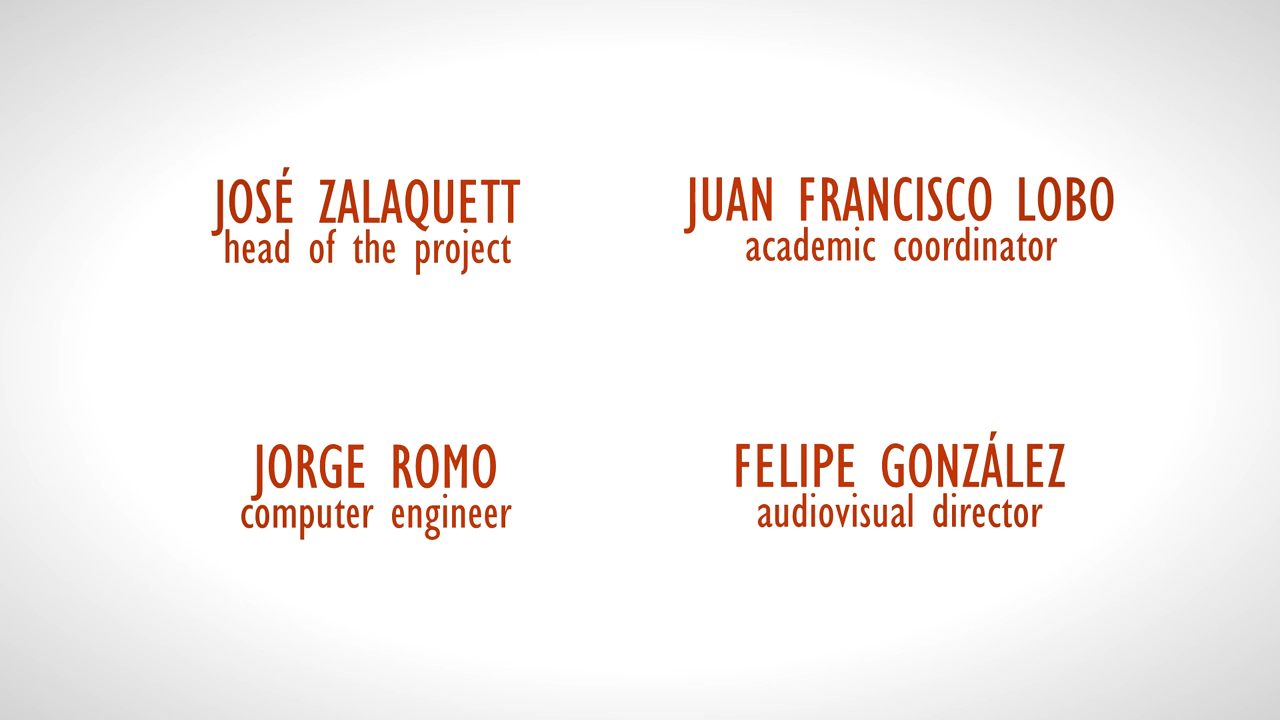 JOSÉ ZALAQUETT
head of the project
JUAN FRANCISCO LOBO
academic coordinator
JORGE ROMO
computer engineer
FELIPE GONZÁLEZ
audiovisual director